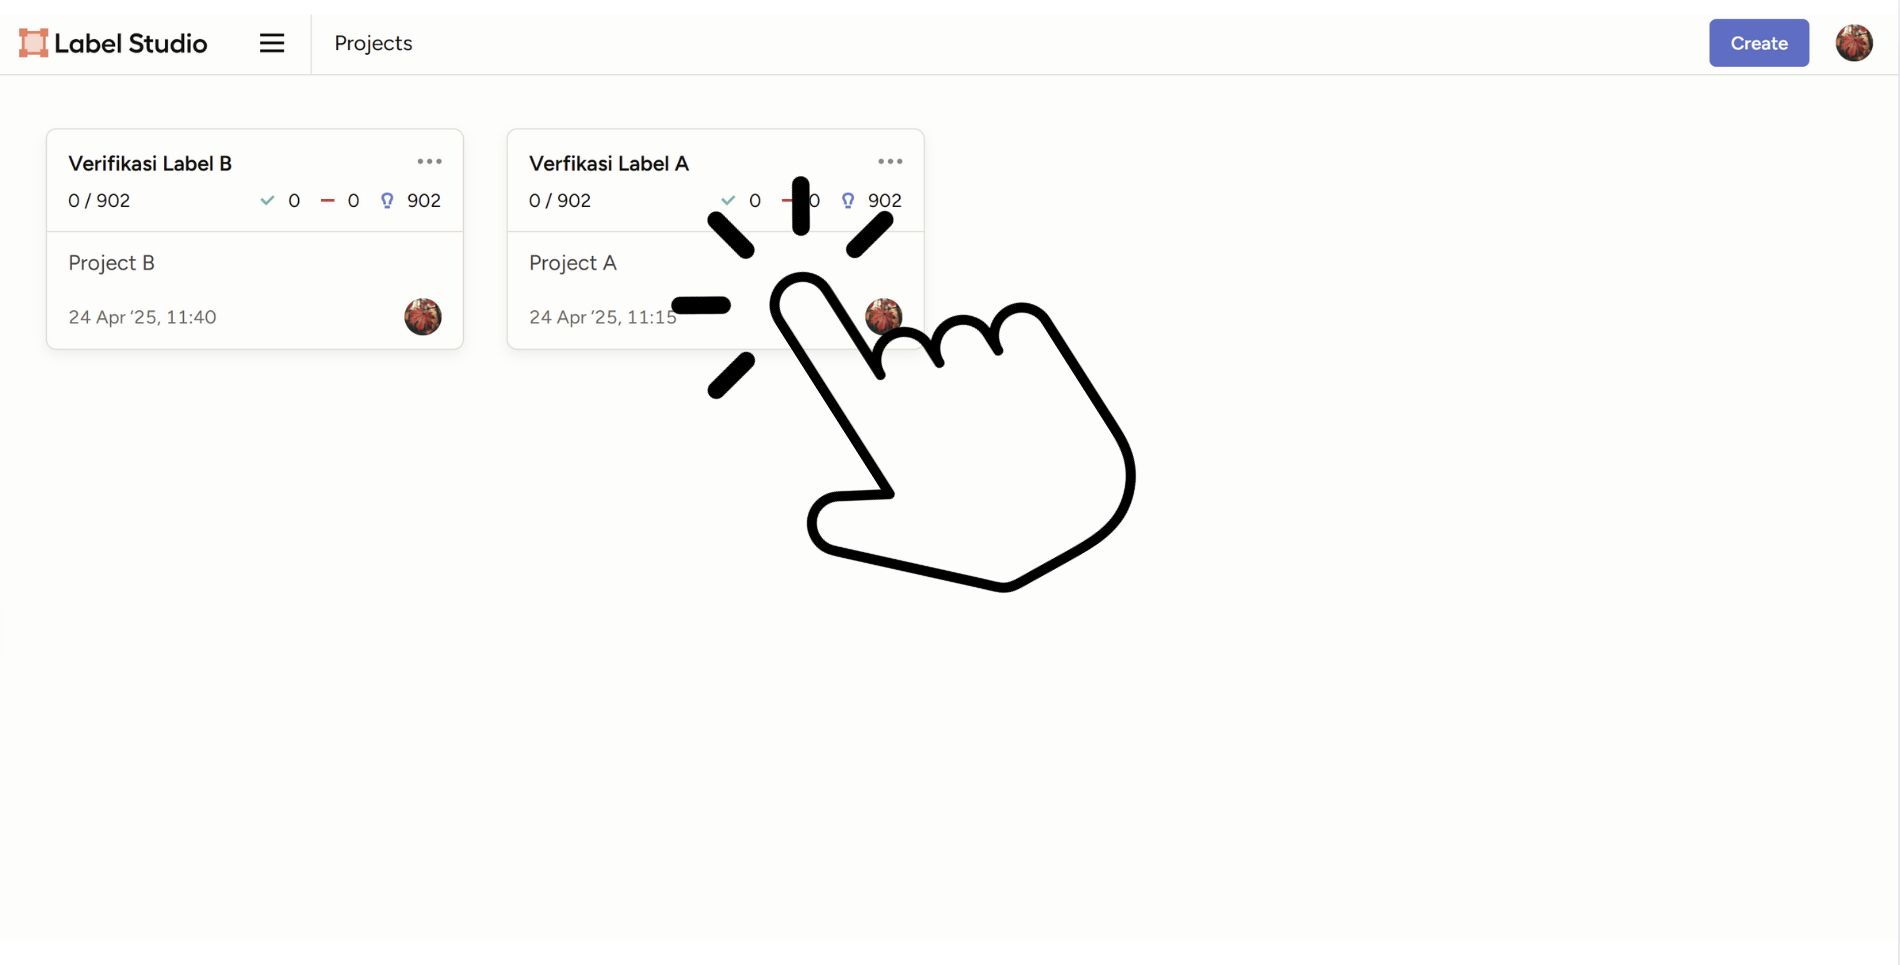 Label Studio
Projects
Create
Verifikasi Label B
0 / 902 0 0 902
Project B
24 Apr ‘25, 11:40
Verfikasi Label A
0 / 902 0 0 902
Project A
24 Apr ‘25, 11:15